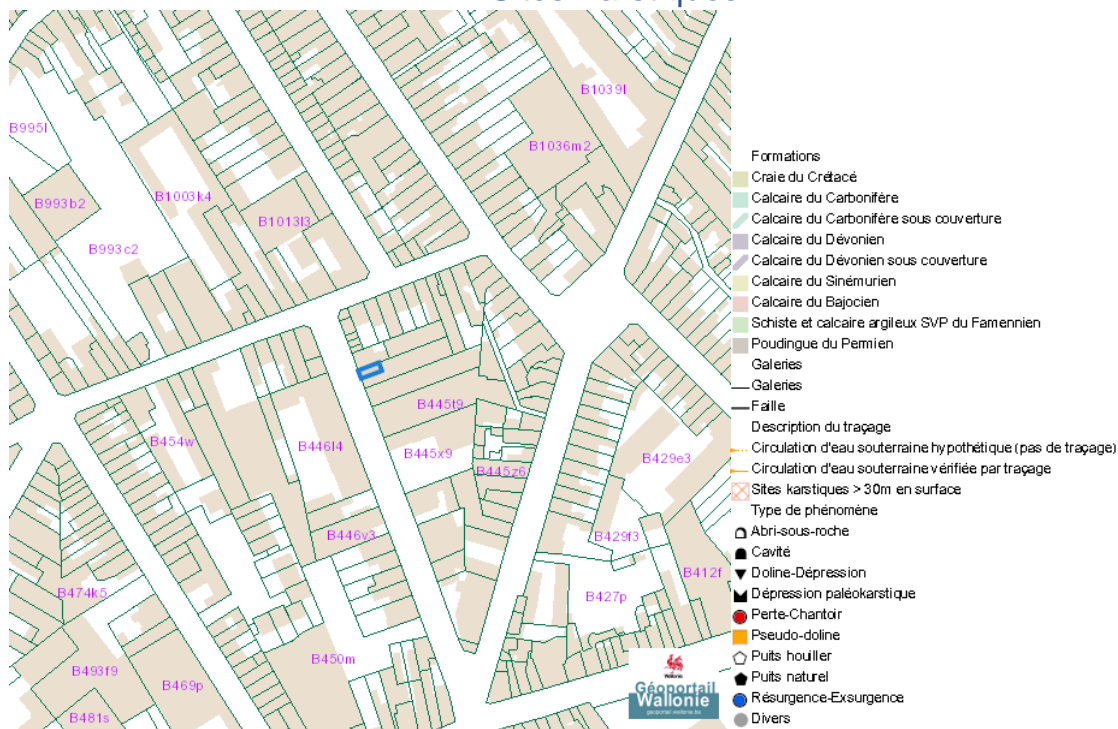 B995l
B993b2
B993c2
B1003k4
B1013l3
B1036m2
B1039l
B445t9
B445x9
B445z6
B446l4
B454w
B446v3
B429e3
B429f3
B427p
B412f
B474k5
B493f9
B469p
B481s
B450m
Wallonie
Géoportail
Wallonie
geoportail.wallonie.be
Formations
Craie du Crétacé
Calcaire du Carbonifère
Calcaire du Carbonifère sous couverture
Calcaire du Dévonien
Calcaire du Dévonien sous couverture
Calcaire du Sinémurien
Calcaire du Bajocien
Schiste et calcaire argileux SVP du Famennien
Poudingue du Permien
Galeries
Galeries
Faille
Description du traçage
Circulation d'eau souterraine hypothétique (pas de traçage)
Circulation d'eau souterraine vérifiée par traçage
Sites karstiques > 30m en surface
Type de phénomène
Abri-sous-roche
Cavité
Doline-Dépression
Dépression paléokarstique
Perte-Chantoir
Pseudo-doline
Puits houiller
Puits naturel
Résurgence-Exsurgence
Divers